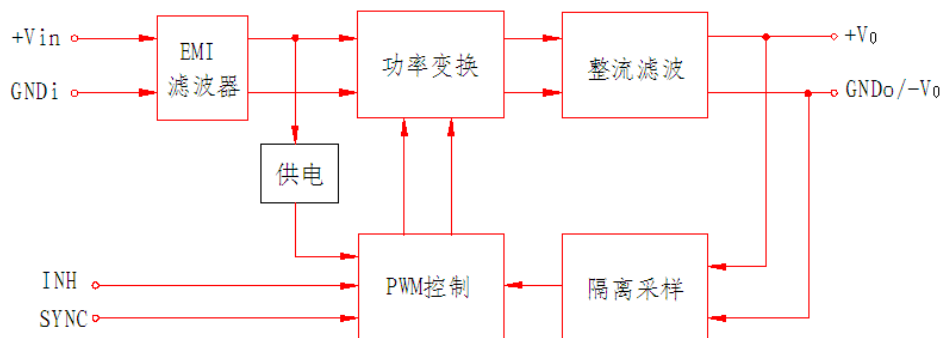 +Vin
EMI
滤波器
功率变换
整流滤波
+V₀
GNDi
GNDo/-V₀
供电
INH
PWM控制
隔离采样
SYNC